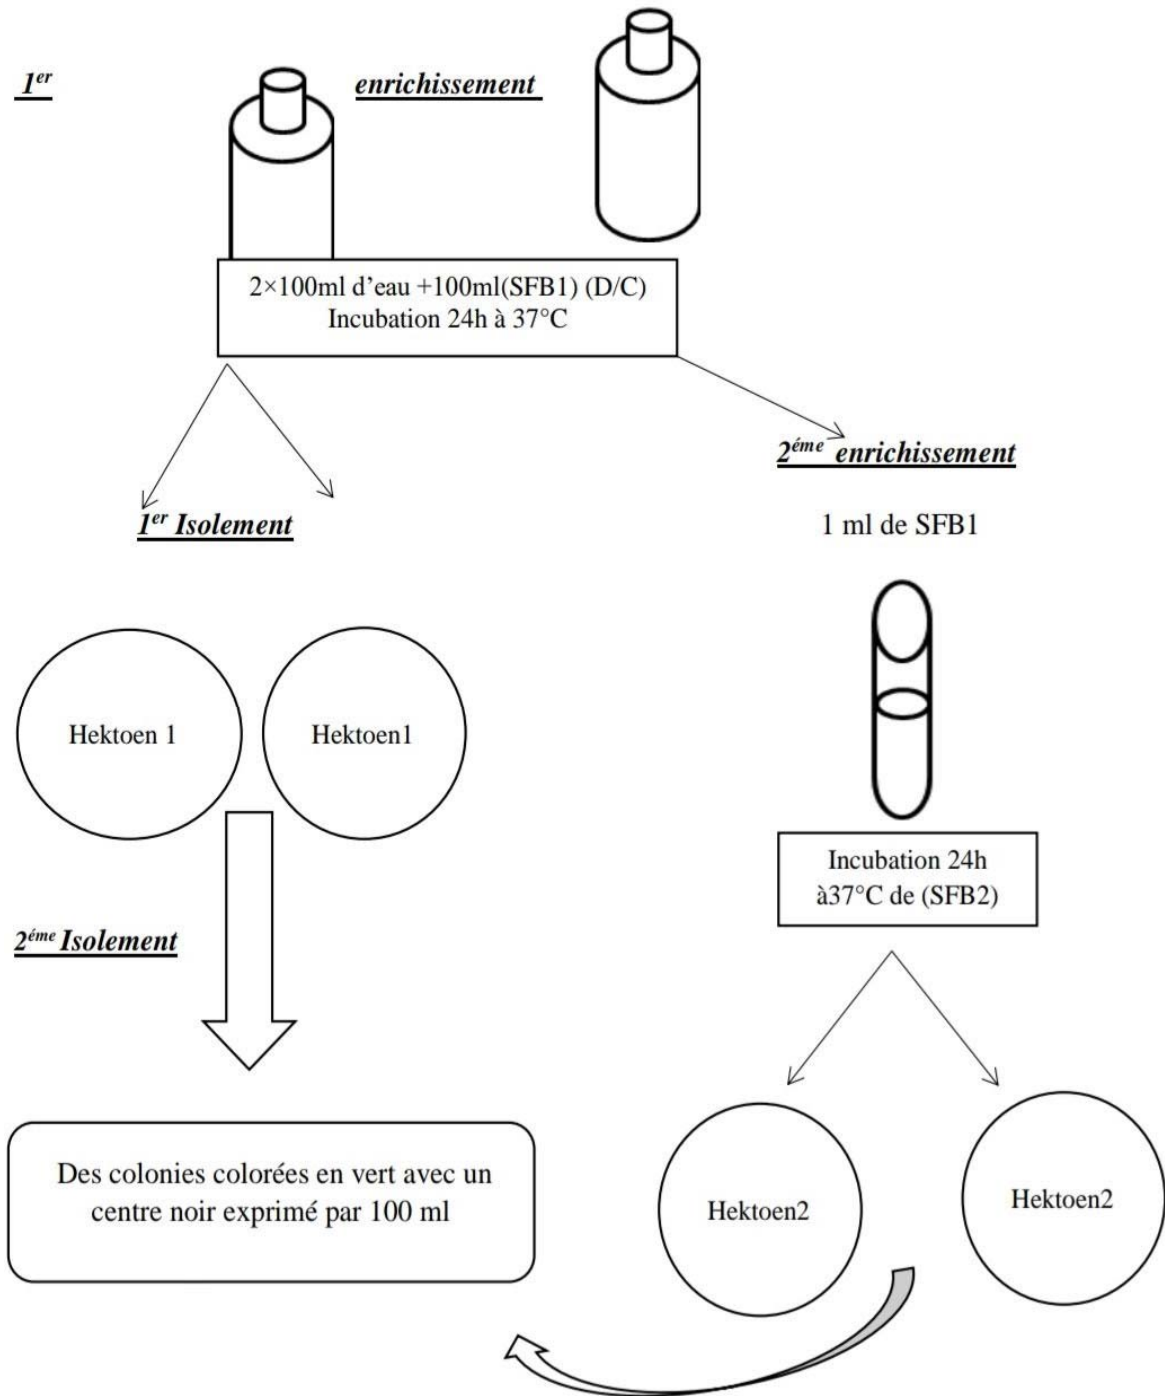 1er enrichissement
2×100ml d’eau +100ml(SFB1) (D/C)
Incubation 24h à 37°C
2éme enrichissement
1er Isolement
1 ml de SFB1
Hektoen 1
Hektoen1
Incubation 24h
à37°C de (SFB2)
2éme Isolement
Des colonies colorées en vert avec un
centre noir exprimé par 100 ml
Hektoen2
Hektoen2